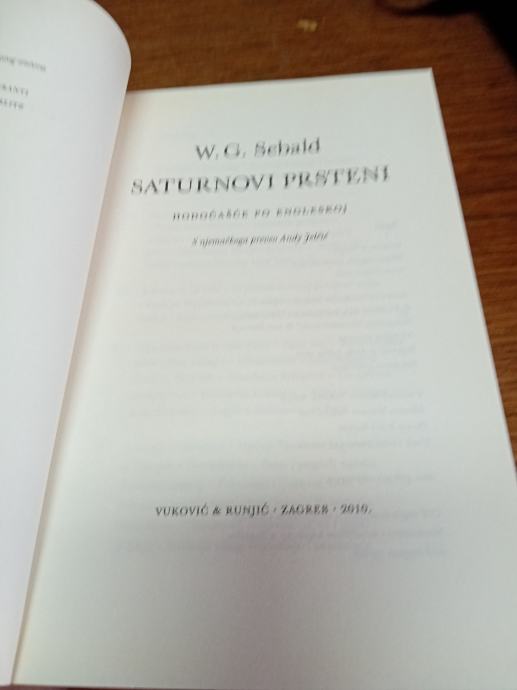 W. G. Sebald
SATURNOVI PRSTENI
HODOČAŠĆE PO ENGLESKOJ
S njemačkoga preveo Andy Jelčić
VUKOVIĆ & RUNJIĆ · ZAGREB · 2010.